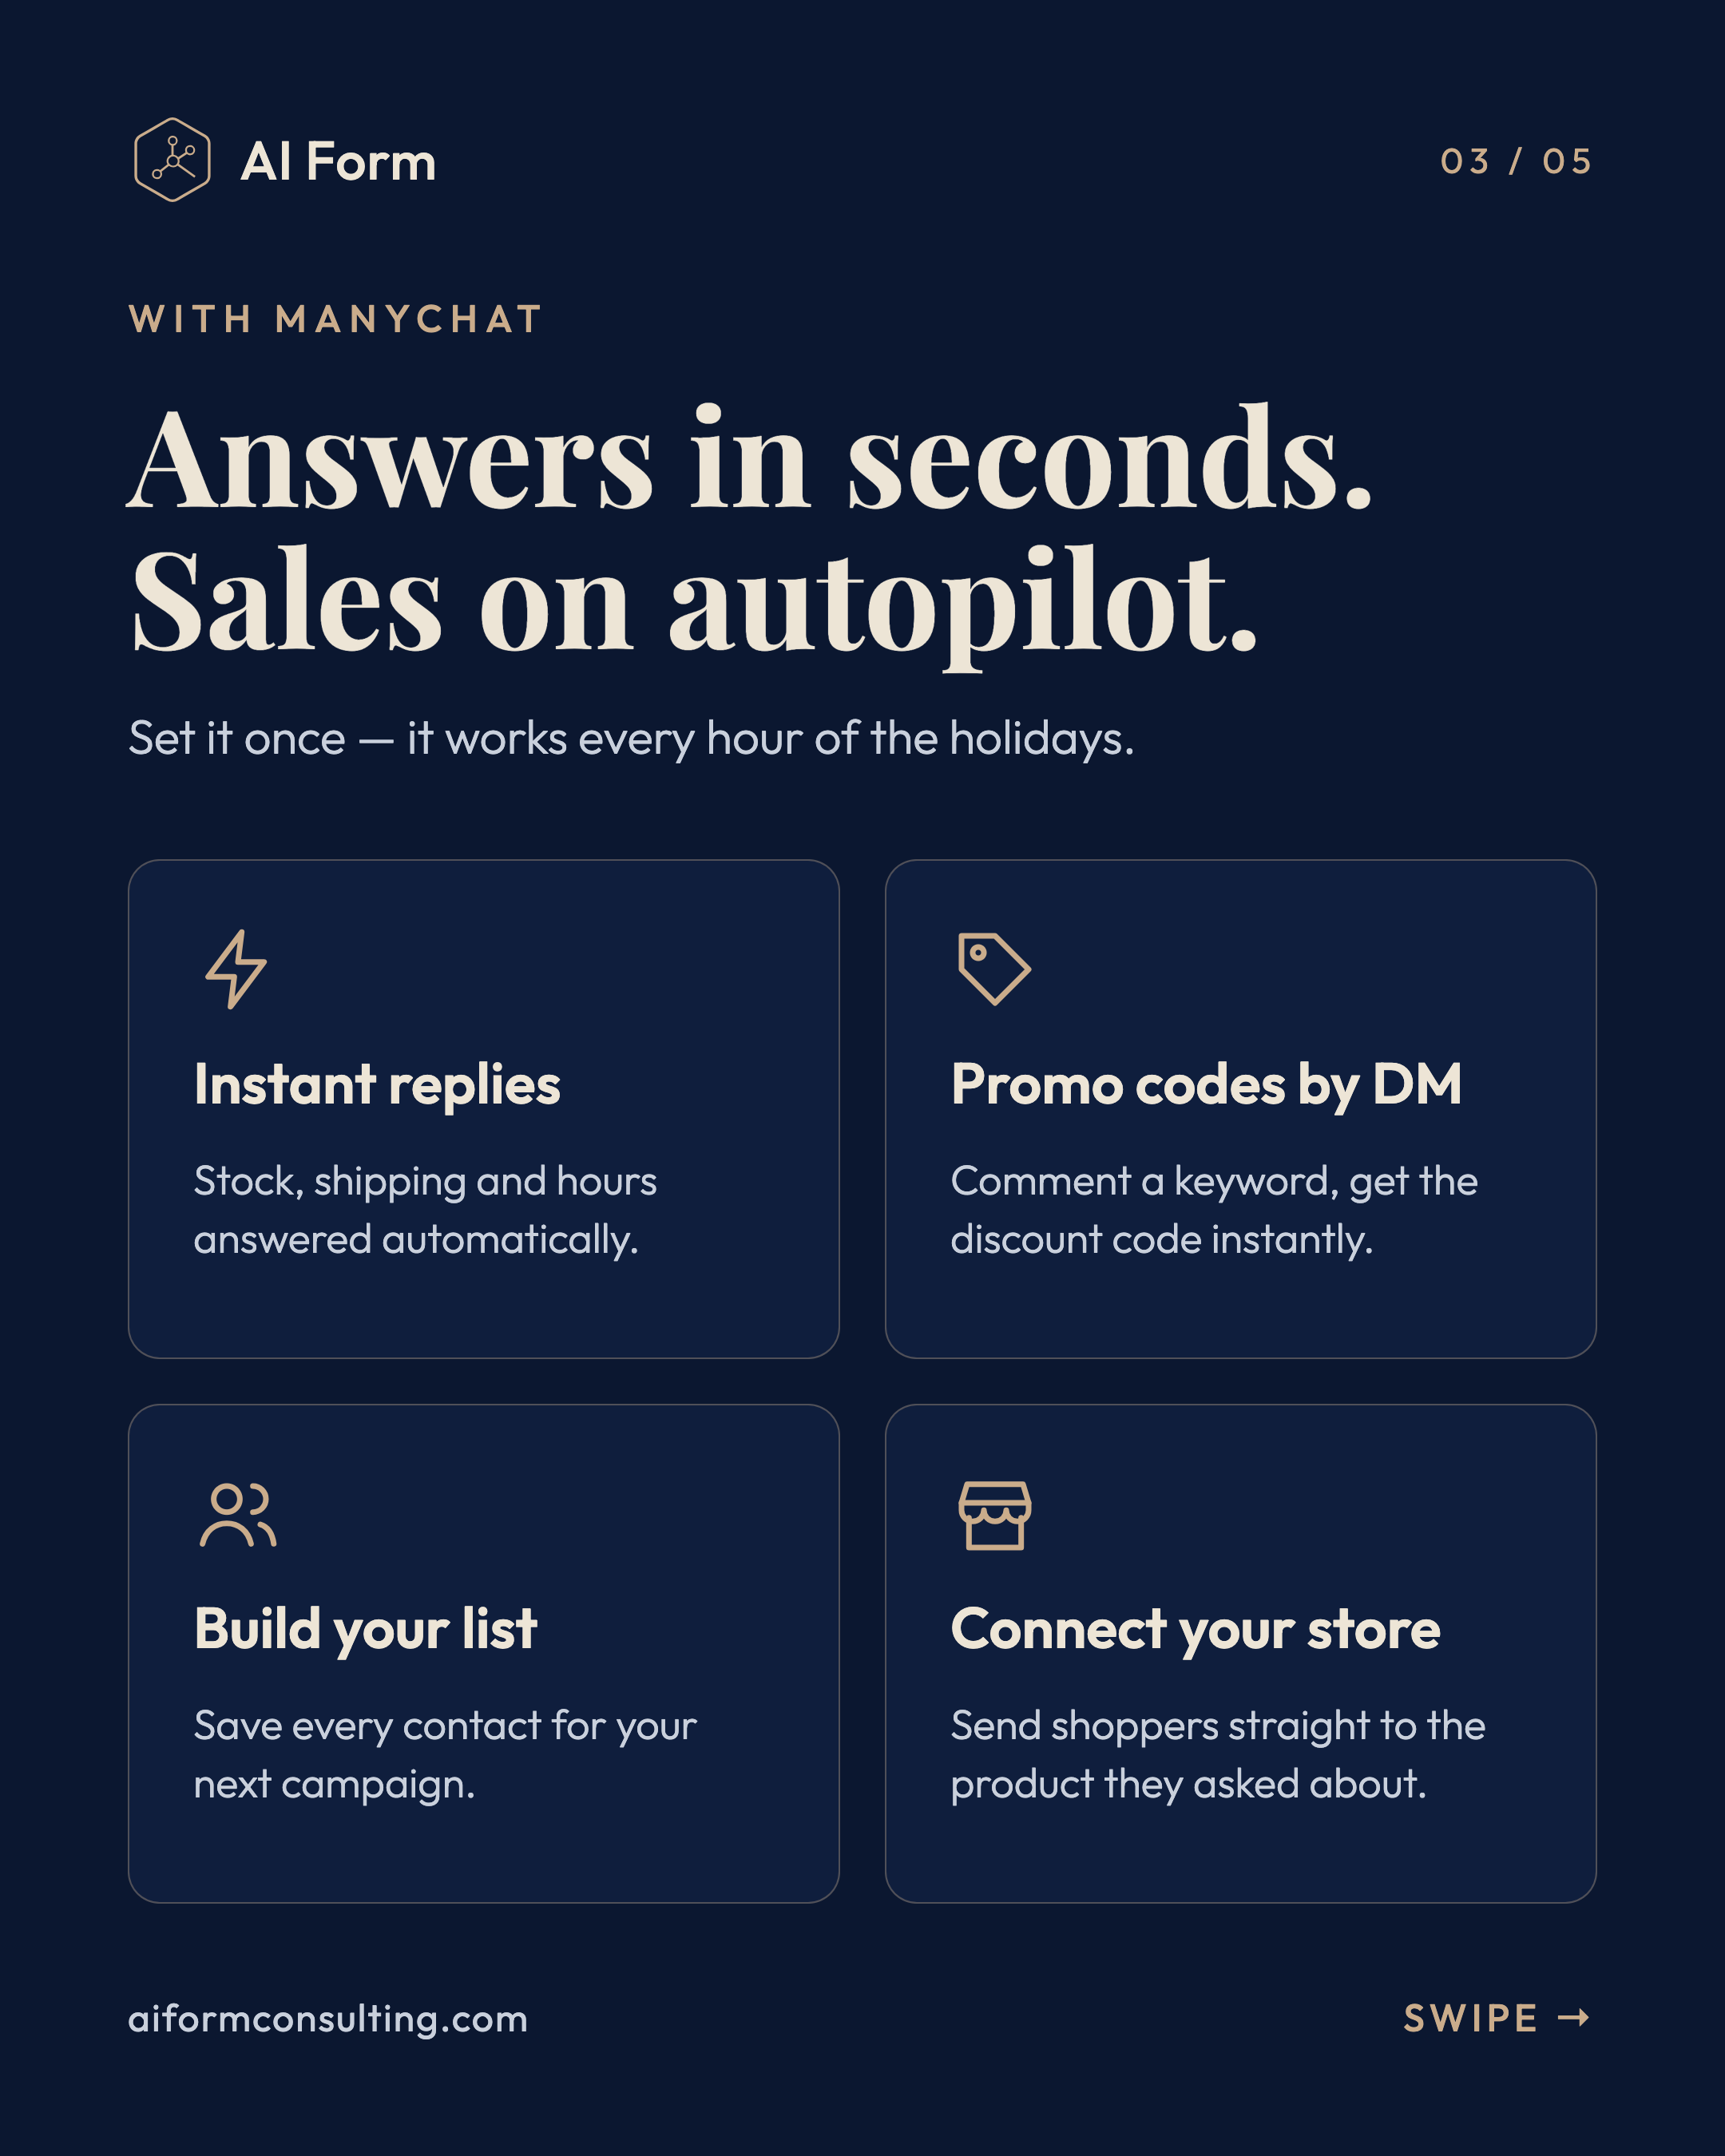 AI Form
03 / 05
WITH MANYCHAT
Answers in seconds.
Sales on autopilot.
Set it once — it works every hour of the holidays.
Instant replies
Stock, shipping and hours
answered automatically.
Promo codes by DM
Comment a keyword, get the
discount code instantly.
Build your list
Save every contact for your
next campaign.
Connect your store
Send shoppers straight to the
product they asked about.
aiformconsulting.com
SWIPE →